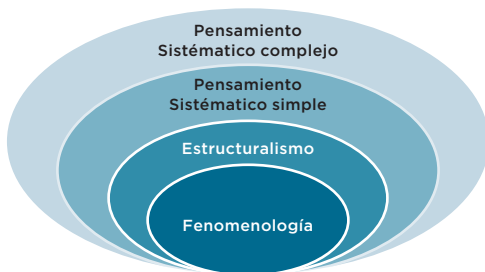 Pensamiento
Sistématico complejo
Pensamiento
Sistématico simple
Estructuralismo
Fenomenología